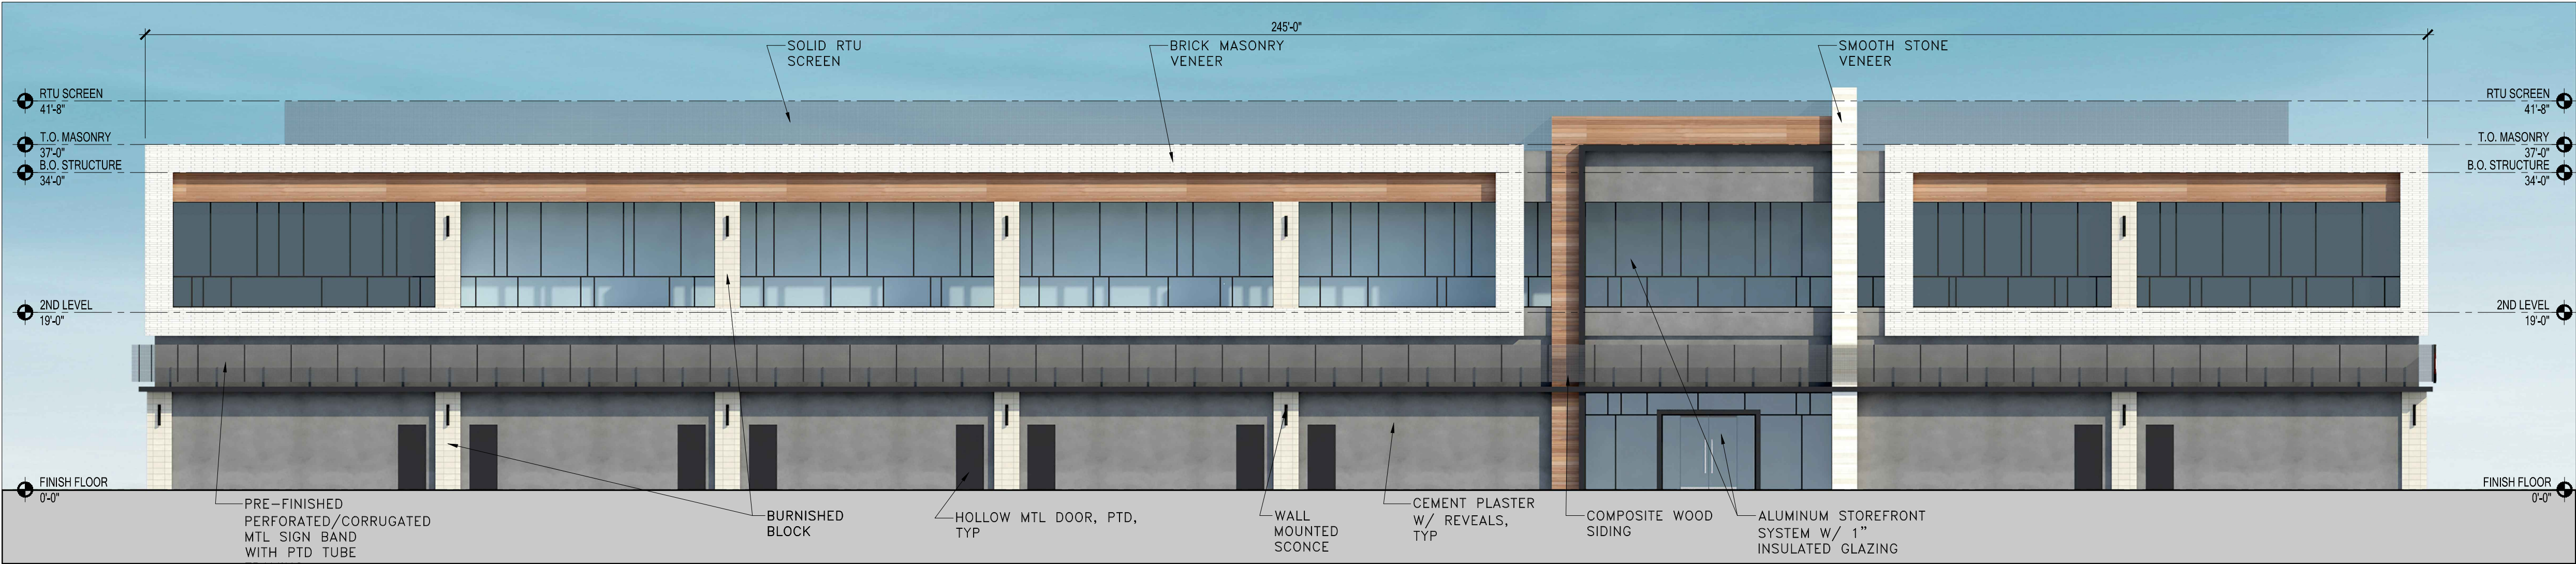 245'-0"
SOLID RTU
SCREEN
BRICK MASONRY
VENEER
SMOOTH STONE
VENEER
RTU SCREEN
41'-8"
T.O. MASONRY
37'-0"
B.O. STRUCTURE
34'-0"
2ND LEVEL
19'-0"
FINISH FLOOR
0'-0"
RTU SCREEN
41'-8"
T.O. MASONRY
37'-0"
B.O. STRUCTURE
34'-0"
2ND LEVEL
19'-0"
FINISH FLOOR
0'-0"
PRE-FINISHED
PERFORATED/CORRUGATED
MTL SIGN BAND
WITH PTD TUBE
BURNISHED
BLOCK
HOLLOW MTL DOOR, PTD,
TYP
WALL
MOUNTED
SCONCE
CEMENT PLASTER
W/ REVEALS,
TYP
COMPOSITE WOOD
SIDING
ALUMINUM STOREFRONT
SYSTEM W/ 1"
INSULATED GLAZING